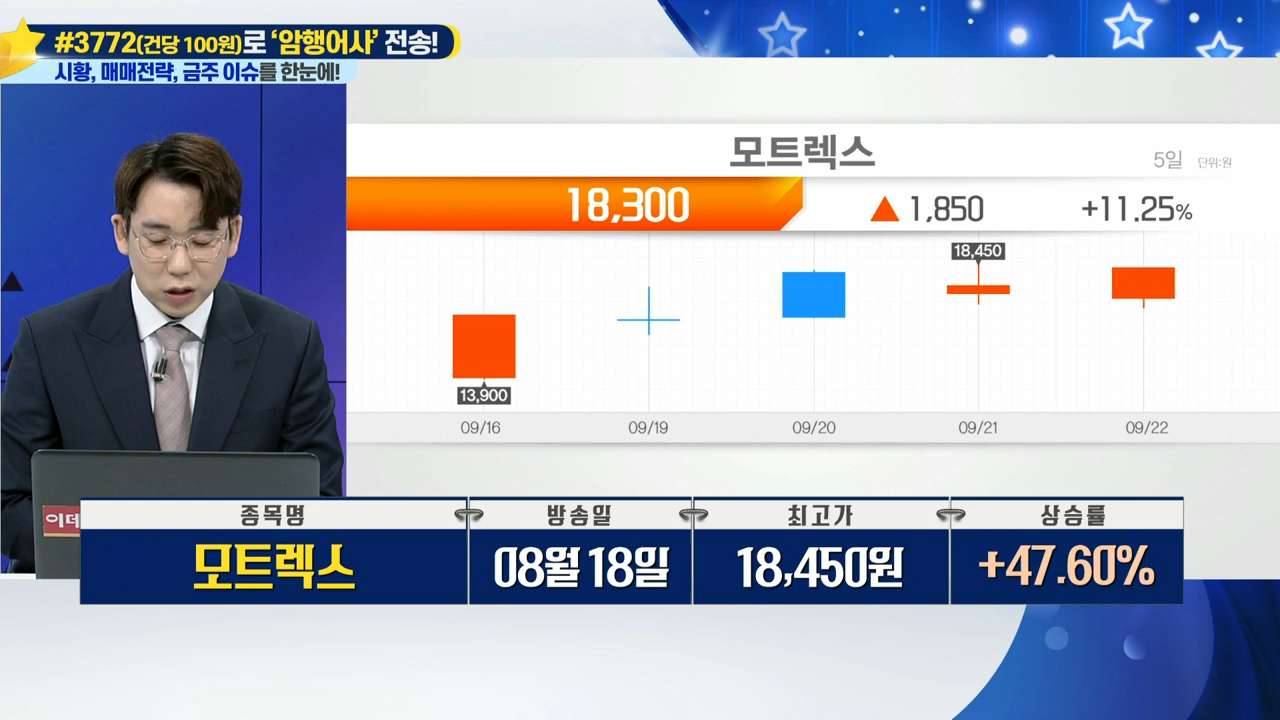 #3772(건당 100원)로 ‘암행어사’ 전송!
시황, 매매전략, 금주 이슈를 한눈에!
모트렉스
5일 단위:원
18,300 ▲ 1,850 +11.25%
18,450
13,900
09/16 09/19 09/20 09/21 09/22
이데
종목명 방송일 최고가 상승률
모트렉스 08월 18일 18,450원 +47.60%